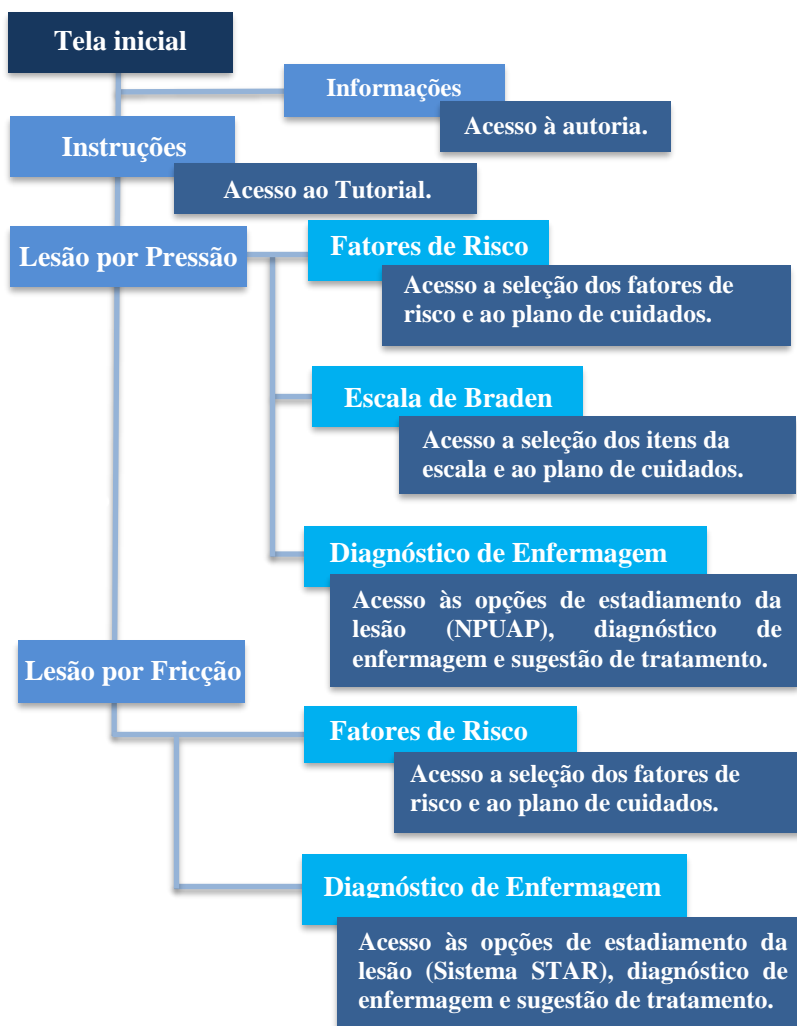 Tela inicial
Informações
Acesso à autoria.
Instruções
Acesso ao Tutorial.
Lesão por Pressão
Fatores de Risco
Acesso a seleção dos fatores de
risco e ao plano de cuidados.
Escala de Braden
Acesso a seleção dos itens da
escala e ao plano de cuidados.
Diagnóstico de Enfermagem
Acesso às opções de estadiamento da
lesão (NPUAP), diagnóstico de
enfermagem e sugestão de tratamento.
Lesão por Fricção
Fatores de Risco
Acesso a seleção dos fatores de
risco e ao plano de cuidados.
Diagnóstico de Enfermagem
Acesso às opções de estadiamento da
lesão (Sistema STAR), diagnóstico de
enfermagem e sugestão de tratamento.